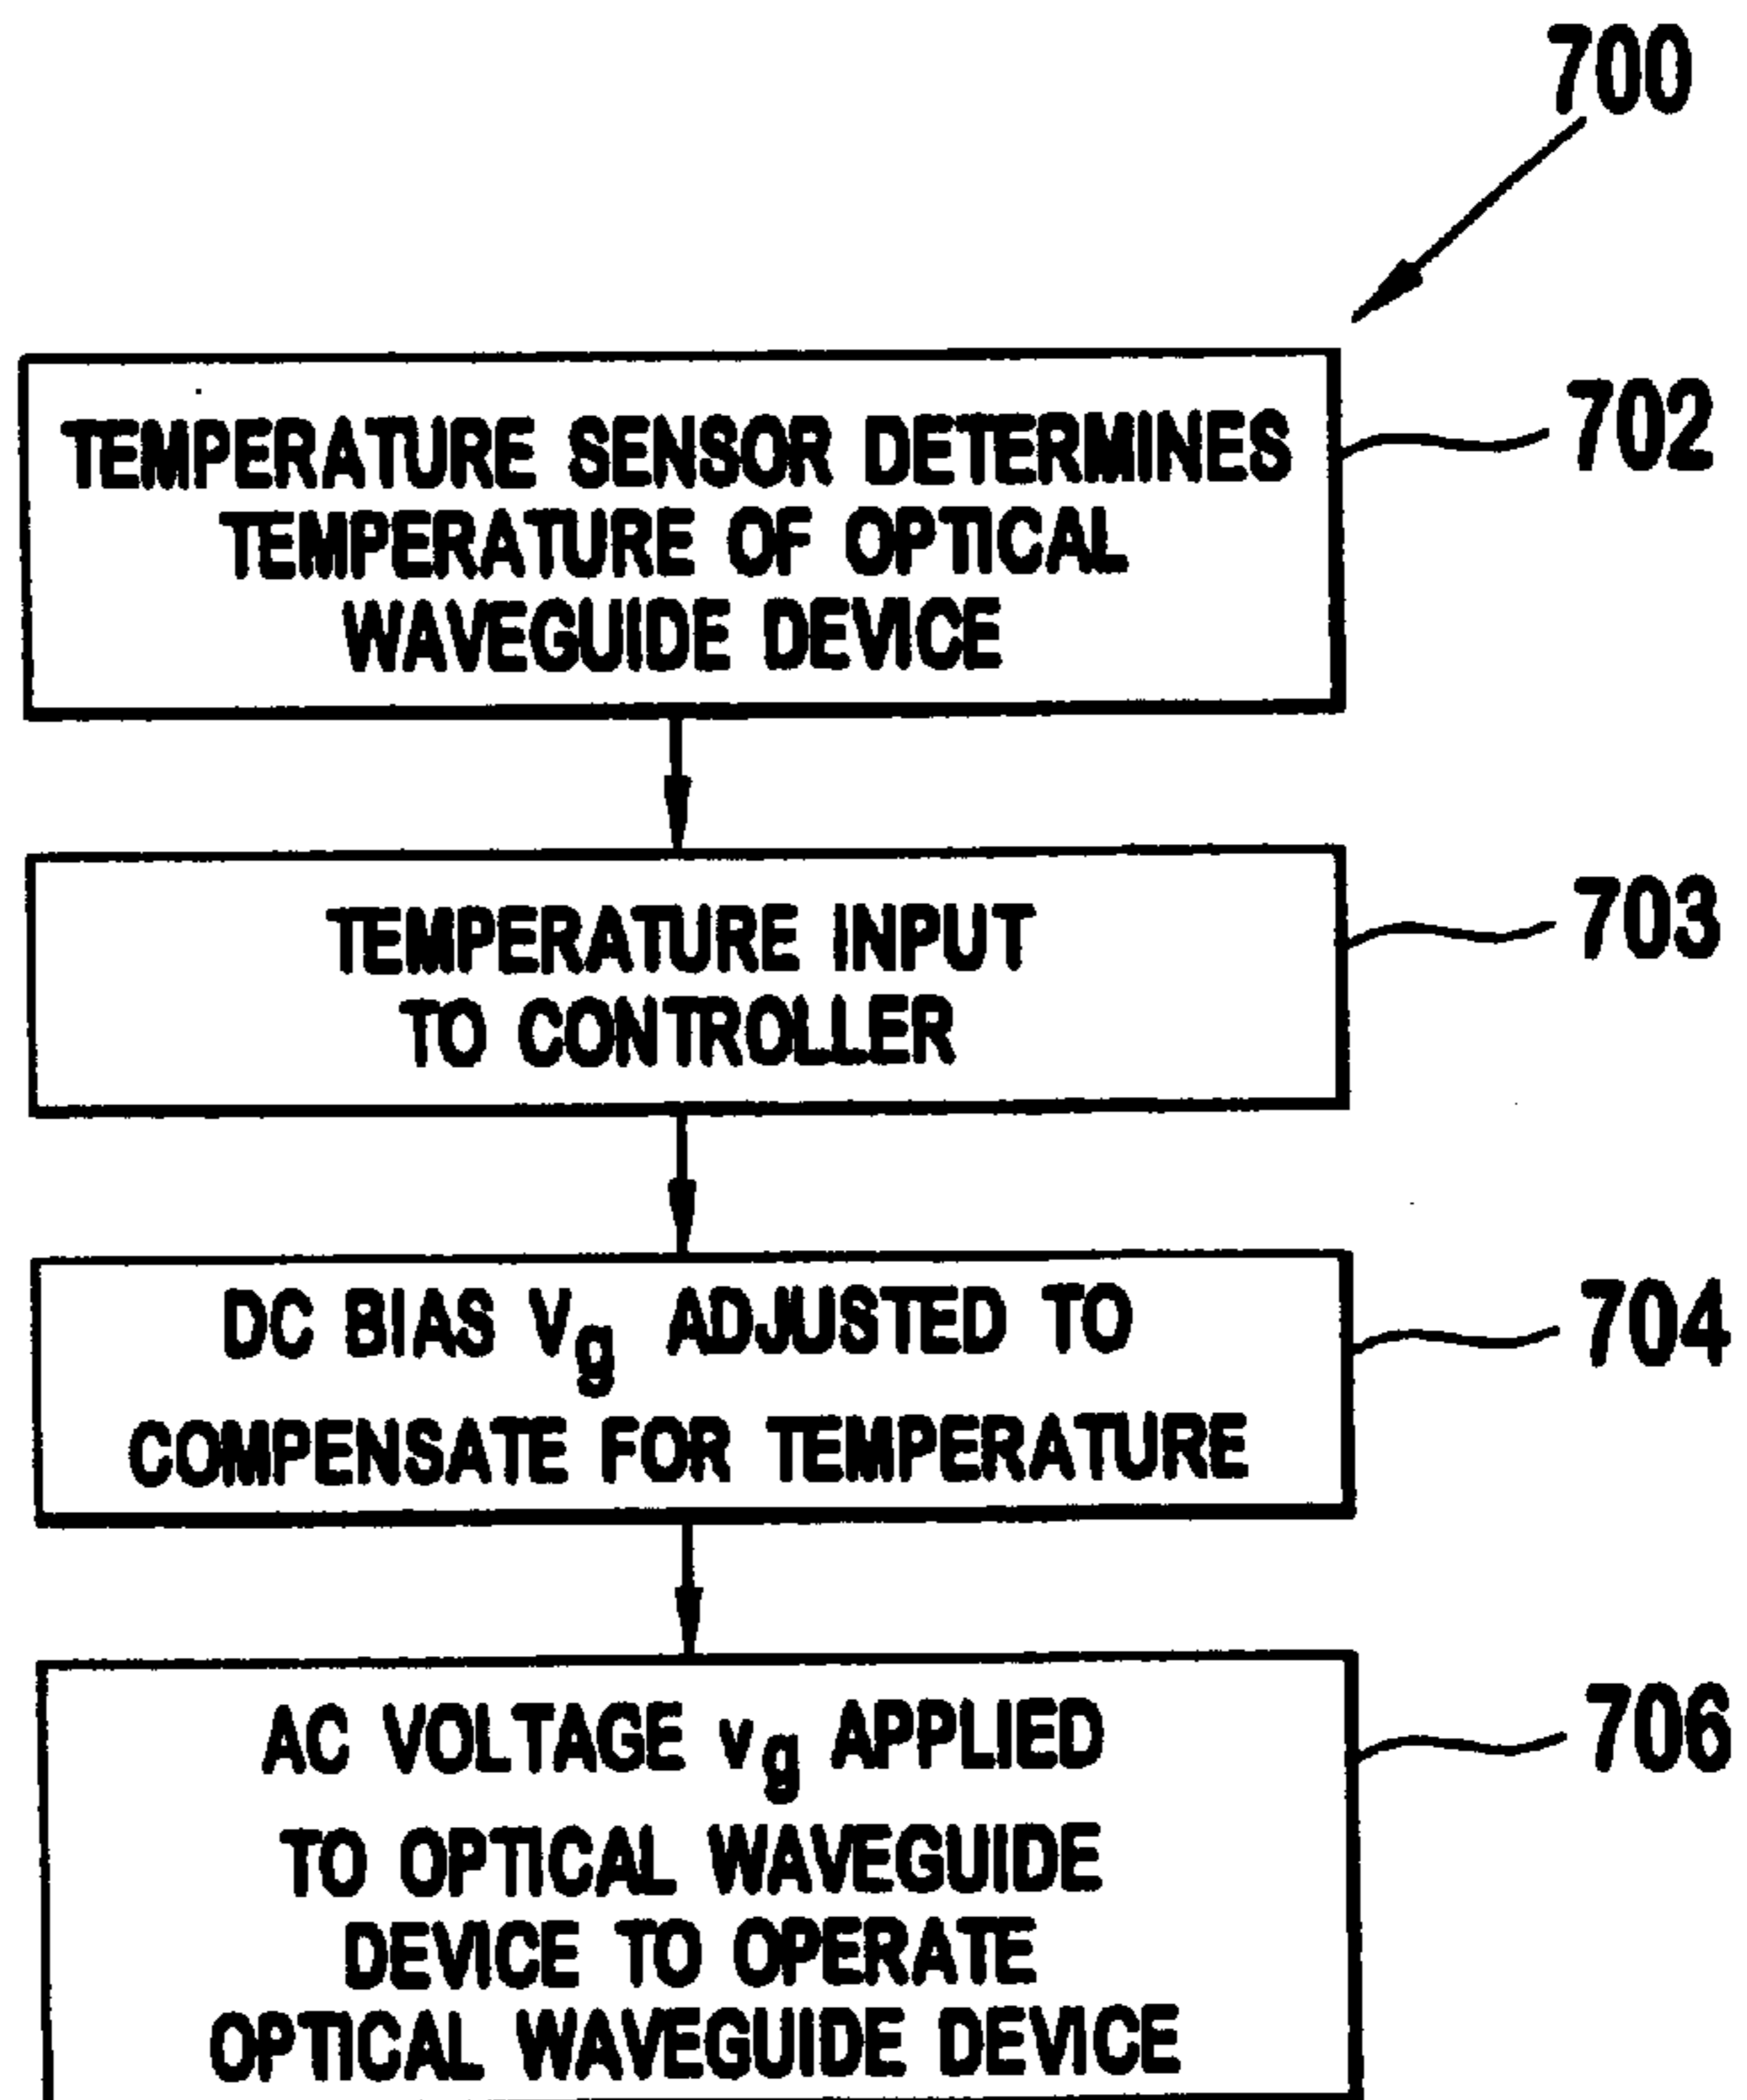 700
TEMPERATURE SENSOR DETERMINES
TEMPERATURE OF OPTICAL
WAVEGUIDE DEVICE
702
TEMPERATURE INPUT
TO CONTROLLER
703
DC BIAS Vg ADJUSTED TO
COMPENSATE FOR TEMPERATURE
704
AC VOLTAGE vg APPLIED
TO OPTICAL WAVEGUIDE
DEVICE TO OPERATE
OPTICAL WAVEGUIDE DEVICE
706